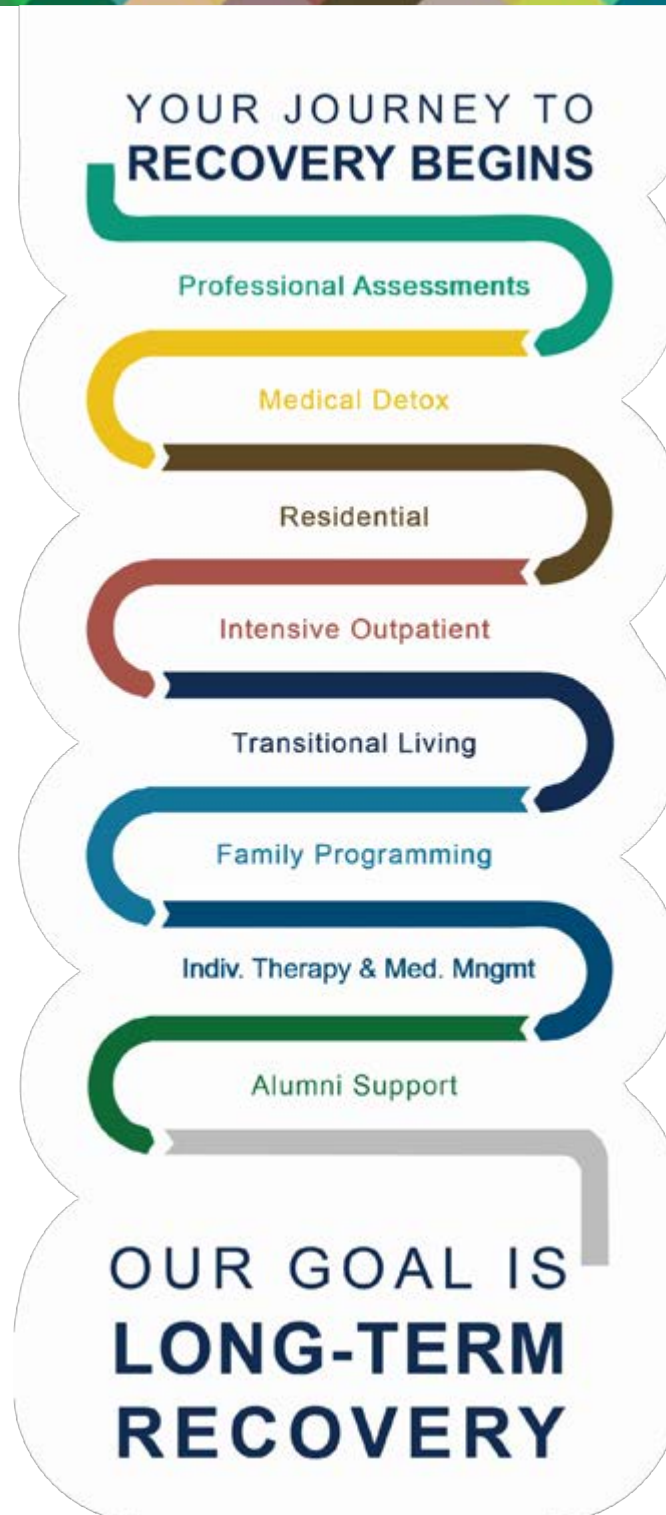 YOUR JOURNEY TO
RECOVERY BEGINS
Professional Assessments
Medical Detox
Residential
Intensive Outpatient
Transitional Living
Family Programming
Indiv. Therapy & Med. Mngmt
Alumni Support
OUR GOAL IS
LONG-TERM
RECOVERY